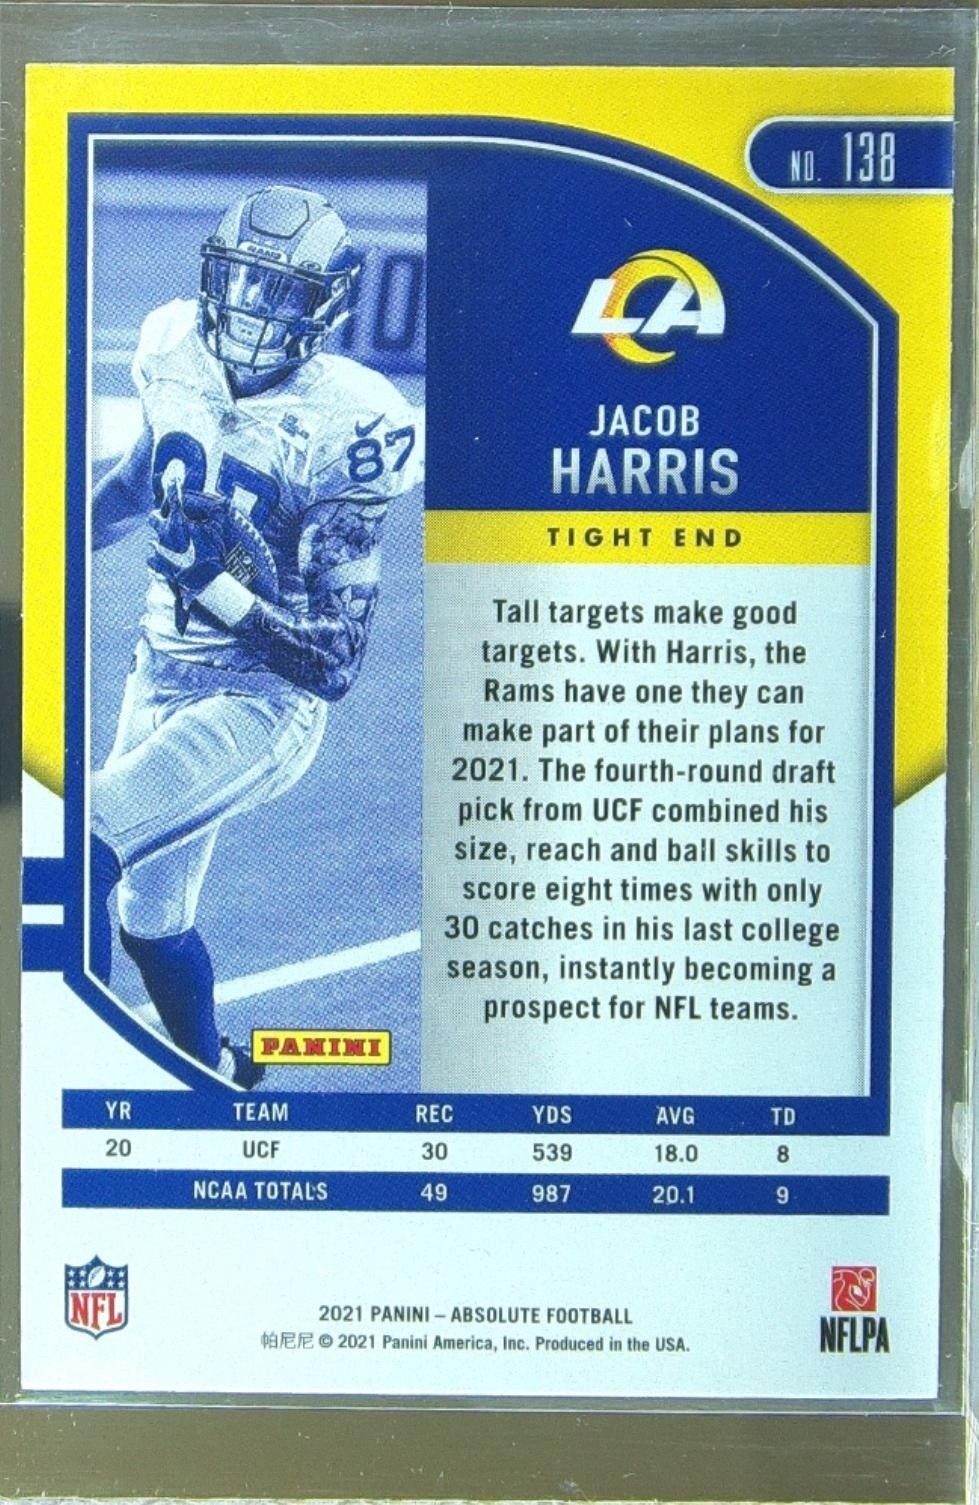 NO. 138
LA
JACOB
HARRIS
TIGHT END
87
Tall targets make good
targets. With Harris, the
Rams have one they can
make part of their plans for
2021. The fourth-round draft
pick from UCF combined his
size, reach and ball skills to
score eight times with only
30 catches in his last college
season, instantly becoming a
prospect for NFL teams.
PANINI
YR TEAM REC YDS AVG TD
20 UCF 30 539 18.0 8
NCAA TOTALS 49 987 20.1 9
NFL
2021 PANINI – ABSOLUTE FOOTBALL
帕尼尼 © 2021 Panini America, Inc. Produced in the USA.
NFLPA